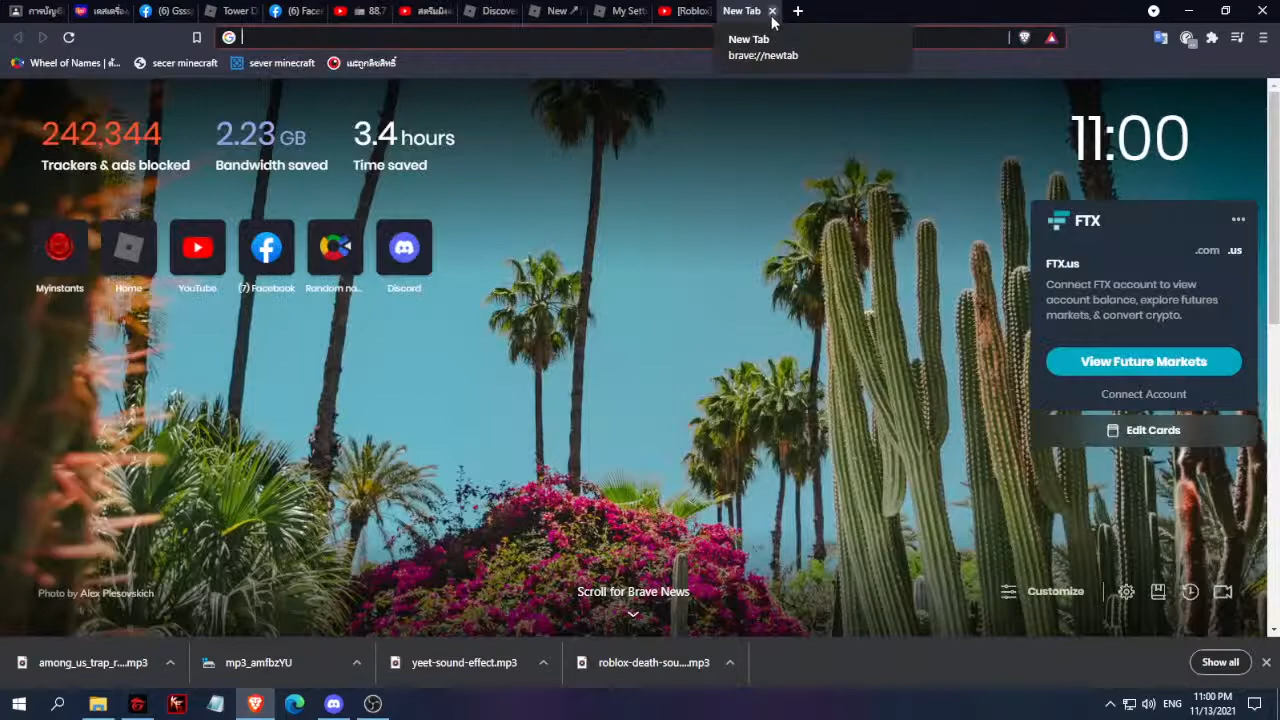 (6) Gsss
Tower D
(6) Facer
88.7
Discove
New
My Sett
[Roblox]
New Tab
New Tab
brave://newtab
Wheel of Names |
secer minecraft
sever minecraft
242,344
2.23 GB
3.4 hours
Trackers & ads blocked
Bandwidth saved
Time saved
11:00
FTX
.com .us
FTX.us
Connect FTX account to view
account balance, explore futures
markets, & convert crypto.
View Future Markets
Connect Account
Edit Cards
Myinstants
Home
YouTube
(7) Facebook
Random na...
Discord
Photo by Alex Plesovskich
Scroll for Brave News
Customize
among_us_trap_r....mp3
mp3_amfbzYU
yeet-sound-effect.mp3
roblox-death-sou....mp3
Show all
ENG
11:00 PM
11/13/2021